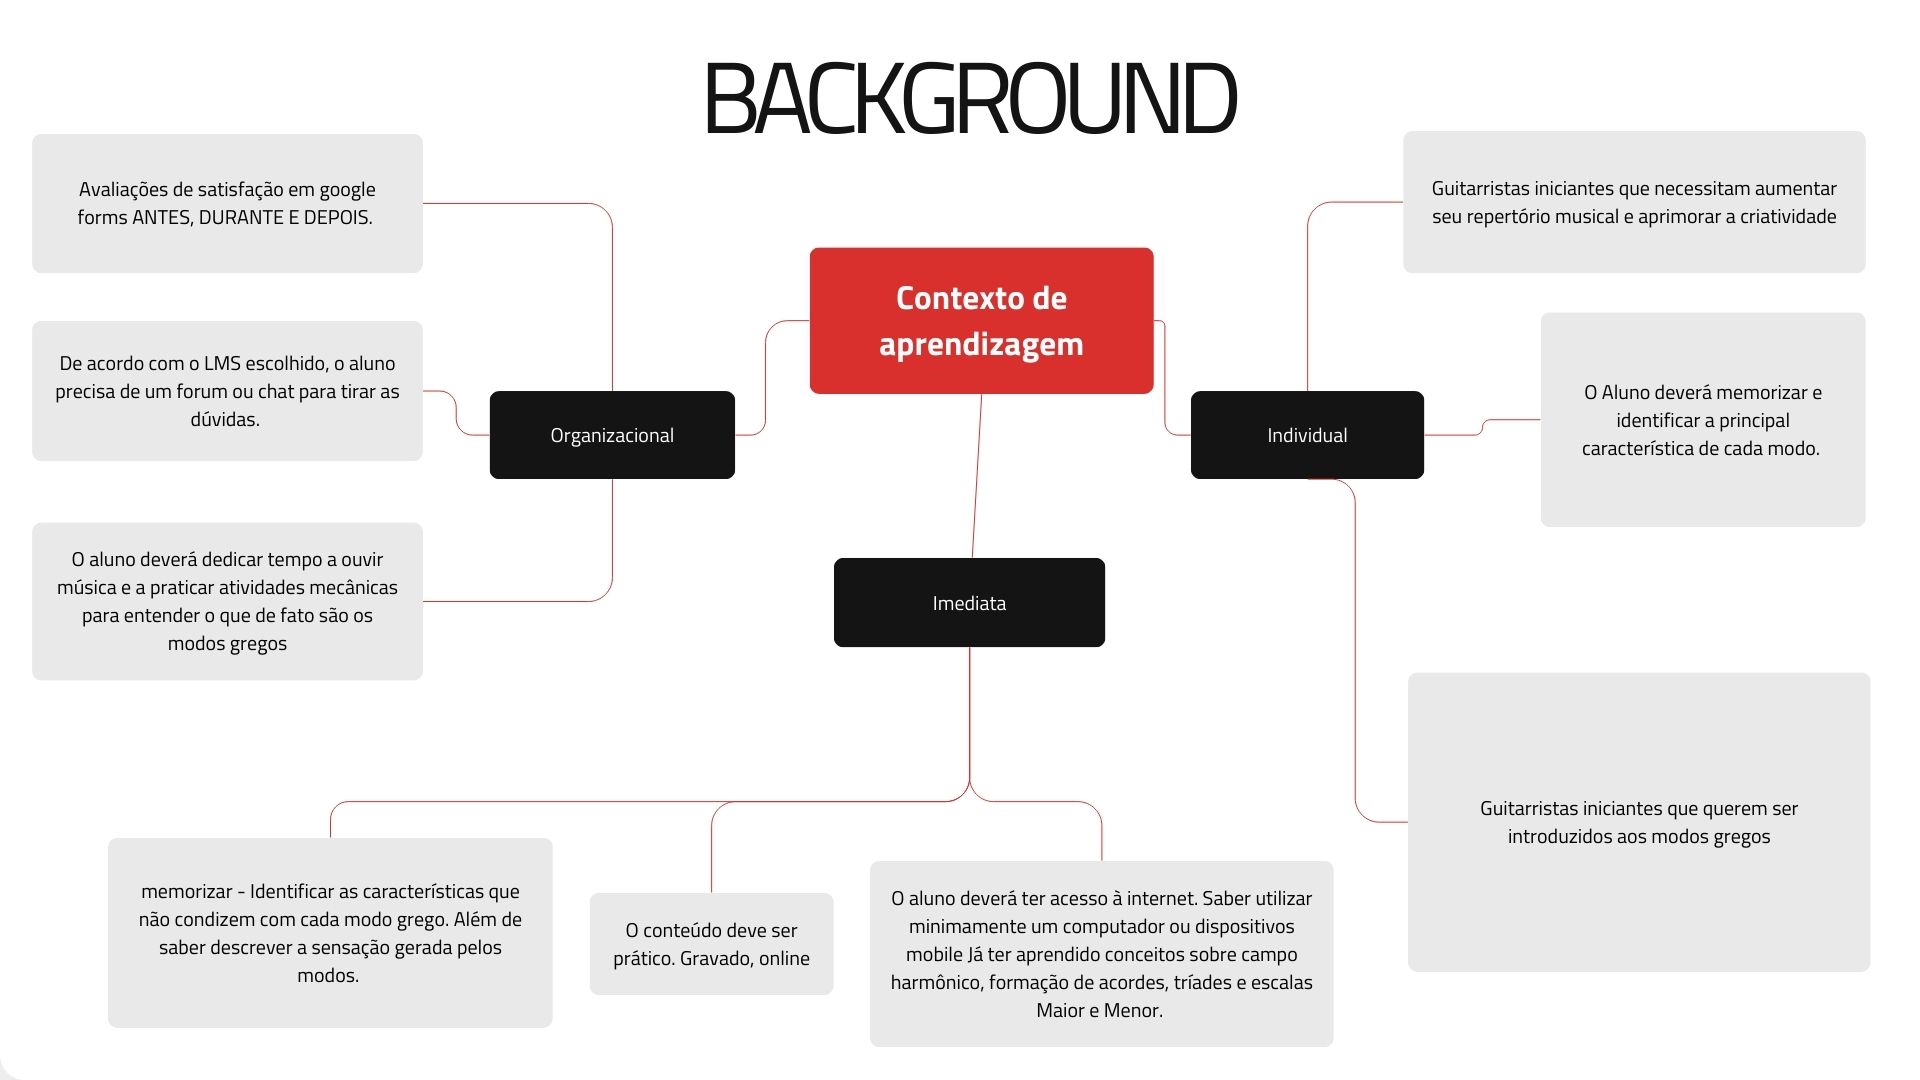 BACKGROUND
Avaliações de satisfação em google
forms ANTES, DURANTE E DEPOIS.
De acordo com o LMS escolhido, o aluno
precisa de um forum ou chat para tirar as
dúvidas.
O aluno deverá dedicar tempo a ouvir
música e a praticar atividades mecânicas
para entender o que de fato são os
modos gregos
Organizacional
Contexto de
aprendizagem
Imediata
Individual
Guitarristas iniciantes que necessitam aumentar
seu repertório musical e aprimorar a criatividade
O Aluno deverá memorizar e
identificar a principal
característica de cada modo.
Guitarristas iniciantes que querem ser
introduzidos aos modos gregos
memorizar - Identificar as características que
não condizem com cada modo grego. Além de
saber descrever a sensação gerada pelos
modos.
O conteúdo deve ser
prático. Gravado, online
O aluno deverá ter acesso à internet. Saber utilizar
minimamente um computador ou dispositivos
mobile Já ter aprendido conceitos sobre campo
harmônico, formação de acordes, tríades e escalas
Maior e Menor.